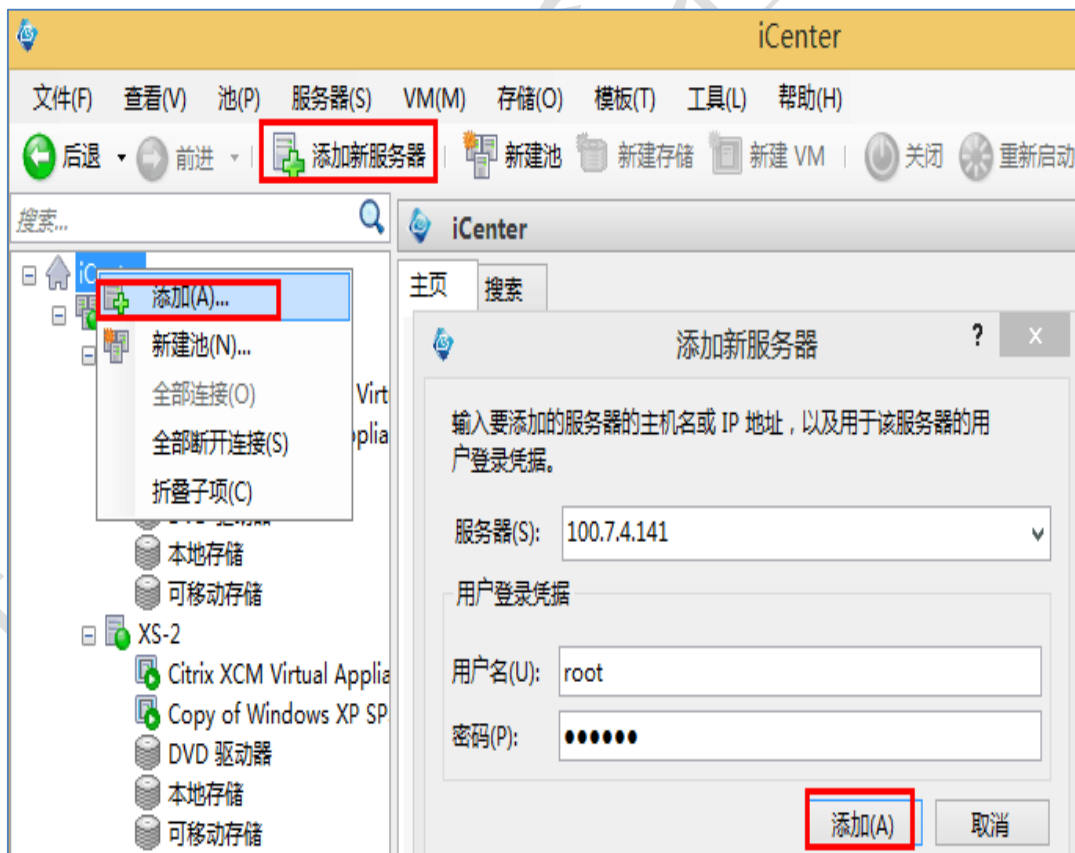 iCenter
文件(F) 查看(V) 池(P) 服务器(S) VM(M) 存储(O) 模板(T) 工具(L) 帮助(H)
后退 前进 添加新服务器 新建池 新建存储 新建 VM 关闭 重新启动
搜索...
iCenter
主页 搜索
添加(A)...
新建池(N)...
全部连接(O)
全部断开连接(S)
折叠子项(C)
Virt
plia
本地存储
可移动存储
XS-2
Citrix XCM Virtual Applia
Copy of Windows XP SP
DVD 驱动器
本地存储
可移动存储
添加新服务器 ? x
输入要添加的服务器的主机名或 IP 地址，以及用于该服务器的用
户登录凭据。
服务器(S): 100.7.4.141
用户登录凭据
用户名(U): root
密码(P): ●●●●●●
添加(A) 取消